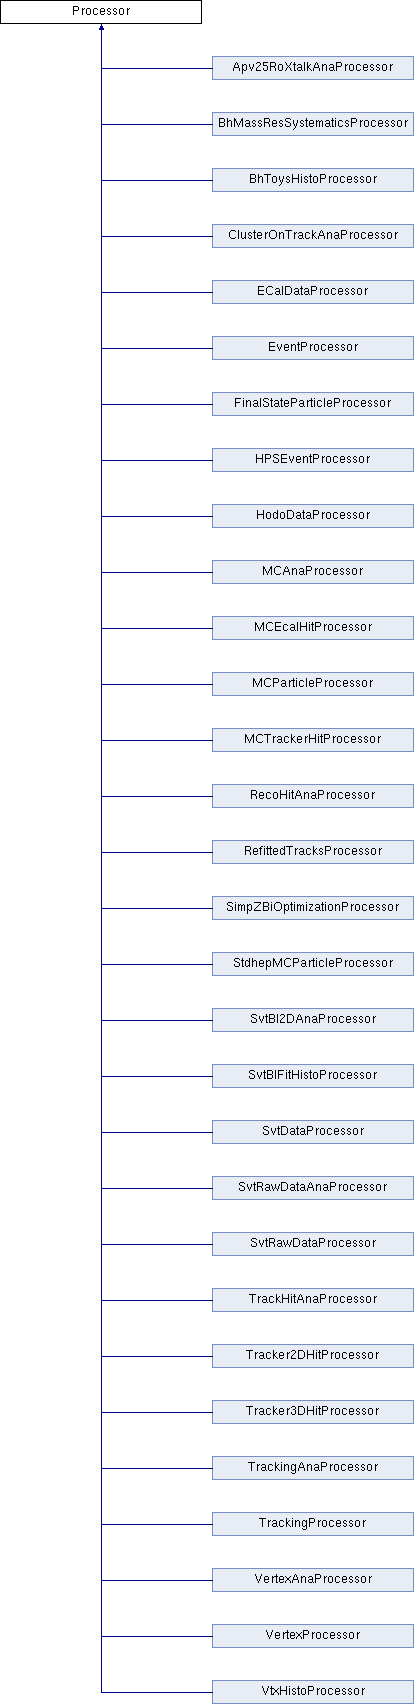 Processor
Apv25RoXtalkAnaProcessor
BhMassResSystematicsProcessor
BhToysHistoProcessor
ClusterOnTrackAnaProcessor
ECalDataProcessor
EventProcessor
FinalStateParticleProcessor
HPSEventProcessor
HodoDataProcessor
MCAnaProcessor
MCEcalHitProcessor
MCParticleProcessor
MCTrackerHitProcessor
RecoHitAnaProcessor
RefittedTracksProcessor
SimpZBiOptimizationProcessor
StdhepMCParticleProcessor
SvtBl2DAnaProcessor
SvtBlFitHistoProcessor
SvtDataProcessor
SvtRawDataAnaProcessor
SvtRawDataProcessor
TrackHitAnaProcessor
Tracker2DHitProcessor
Tracker3DHitProcessor
TrackingAnaProcessor
TrackingProcessor
VertexAnaProcessor
VertexProcessor
VtxHistoProcessor